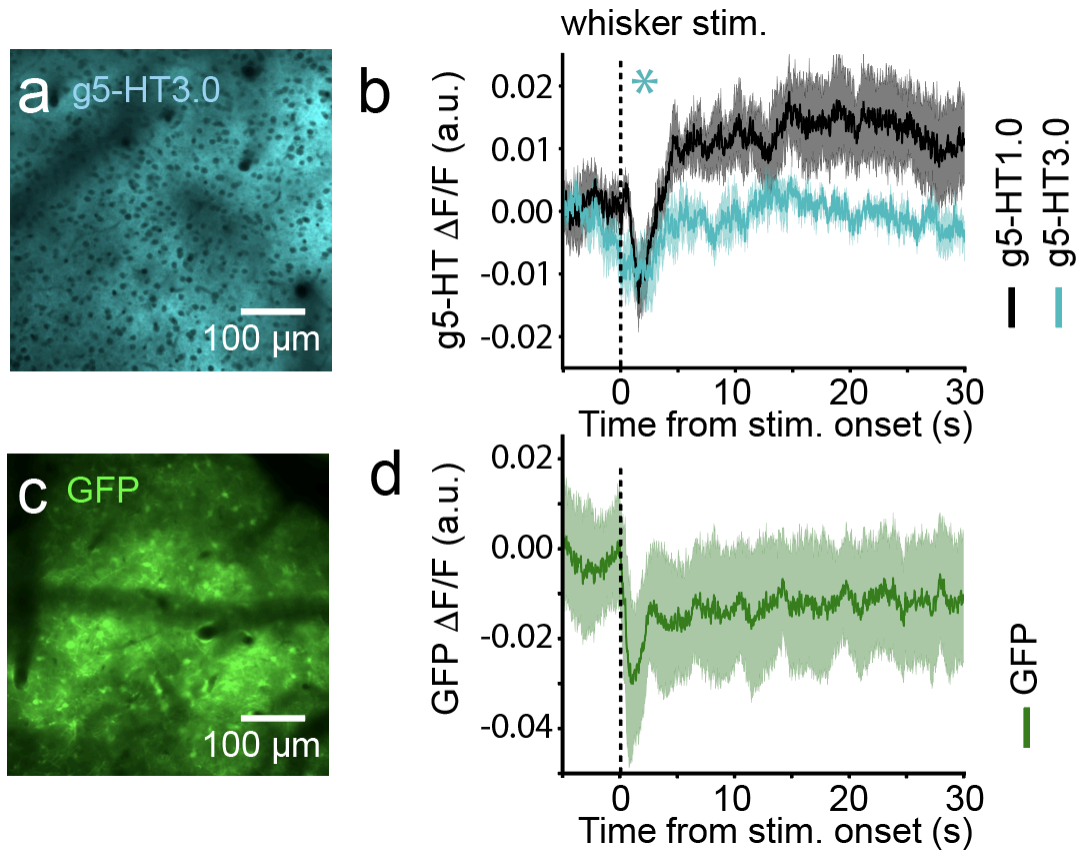 a g5-HT3.0
100 µm
b
whisker stim.
*
g5-HT ΔF/F (a.u.)
0.02
0.01
0.00
-0.01
-0.02
0 10 20 30
Time from stim. onset (s)
g5-HT1.0
g5-HT3.0
c GFP
100 µm
d
GFP ΔF/F (a.u.)
0.02
0.00
-0.02
-0.04
0 10 20 30
Time from stim. onset (s)
GFP